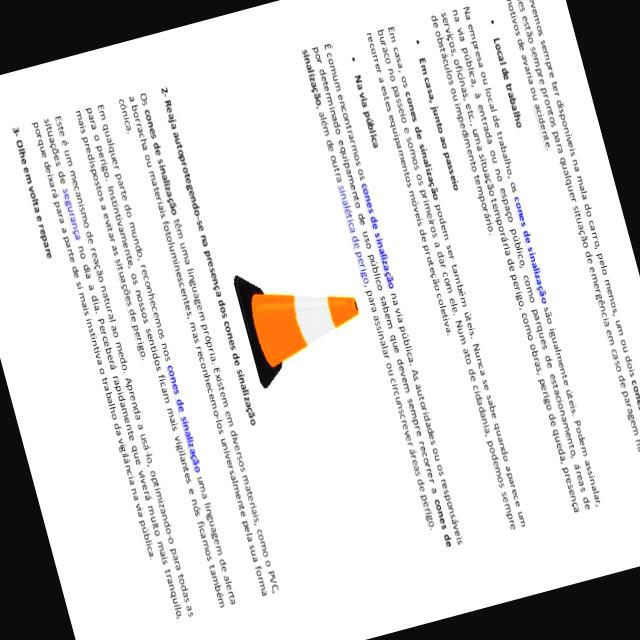 evemos sempre ter disponíveis na mala do carro, pelo menos, um ou dois
es estão sempre prontos para qualquer situação de emergência em caso de paragem
motivos de avaria ou acidente.
• Local de trabalho
Na empresa ou local de trabalho, os cones de sinalização são igualmente úteis. Podem assinalar,
na via pública, à entrada ou no espaço público, como parques de estacionamento, áreas de
serviços, oficinas, etc., uma situação temporária de perigo, como obras, perigo de queda, presença
de obstáculos ou impedimento temporário.
• Em casa, junto ao passeio
Em casa, os cones de sinalização podem ser também úteis. Nunca se sabe quando aparece um
buraco no passeio e somos os primeiros a dar com ele. Num ato de cidadania, podemos sempre
recorrer a estes equipamentos móveis de proteção coletiva.
• Na via pública
É comum encontrarmos os cones de sinalização na via pública. As autoridades ou os responsáveis
por determinado equipamento de uso público sabem que devem sempre recorrer a cones de
sinalização, além de outra sinalética de perigo, para assinalar ou circunscrever áreas de perigo.
2. Reaja autoprotegendo-se na presença dos cones de sinalização
Os cones de sinalização têm uma linguagem própria. Existem em diversos materiais, como o PVC,
a borracha ou materiais fotoluminescentes, mas reconhecemo-los universalmente pela sua forma
cónica.
Em qualquer parte do mundo, reconhecemos nos cones de sinalização uma linguagem de alerta
para o perigo. Instintivamente, os nossos sentidos ficam mais vigilantes e nós ficamos também
mais predispostos a evitar as situações de perigo.
Este é um mecanismo de reação natural ao medo. Aprenda a usá-lo, optimizando-o para todas as
situações de segurança no dia a dia. Perceberá rapidamente que viverá muito mais tranquilo,
porque deixará para a parte de si mais instintiva o trabalho da vigilância na via pública.
3. Olhe em volta e repare